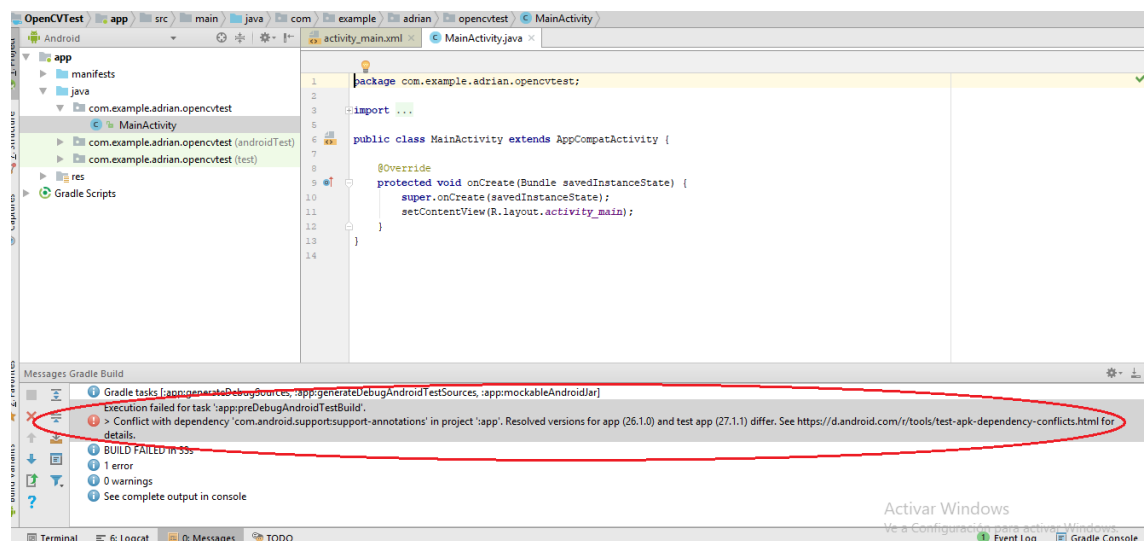 OpenCVTest app src main java com example adrian opencvtest MainActivity
Android
activity_main.xml MainActivity.java
app
manifests
java
com.example.adrian.opencvtest
MainActivity
com.example.adrian.opencvtest (androidTest)
com.example.adrian.opencvtest (test)
res
Gradle Scripts
Captures
1 package com.example.adrian.opencvtest;
2
3 import ...
5
6 public class MainActivity extends AppCompatActivity {
7
8 @Override
9 protected void onCreate(Bundle savedInstanceState) {
10 super.onCreate(savedInstanceState);
11 setContentView(R.layout.activity_main);
12 }
13 }
14
Messages Gradle Build
Gradle tasks [:app:generateDebugSources, :app:generateDebugAndroidTestSources, :app:mockableAndroidJar]
Execution failed for task ':app:preDebugAndroidTestBuild'.
> Conflict with dependency 'com.android.support:support-annotations' in project ':app'. Resolved versions for app (26.1.0) and test app (27.1.1) differ. See https://d.android.com/r/tools/test-apk-dependency-conflicts.html for
details.
BUILD FAILED in 33s
1 error
0 warnings
See complete output in console
Activar Windows
Ve a Configuración para activar Windows.
Terminal 6: Logcat 0: Messages TODO 1 Event Log Gradle Console